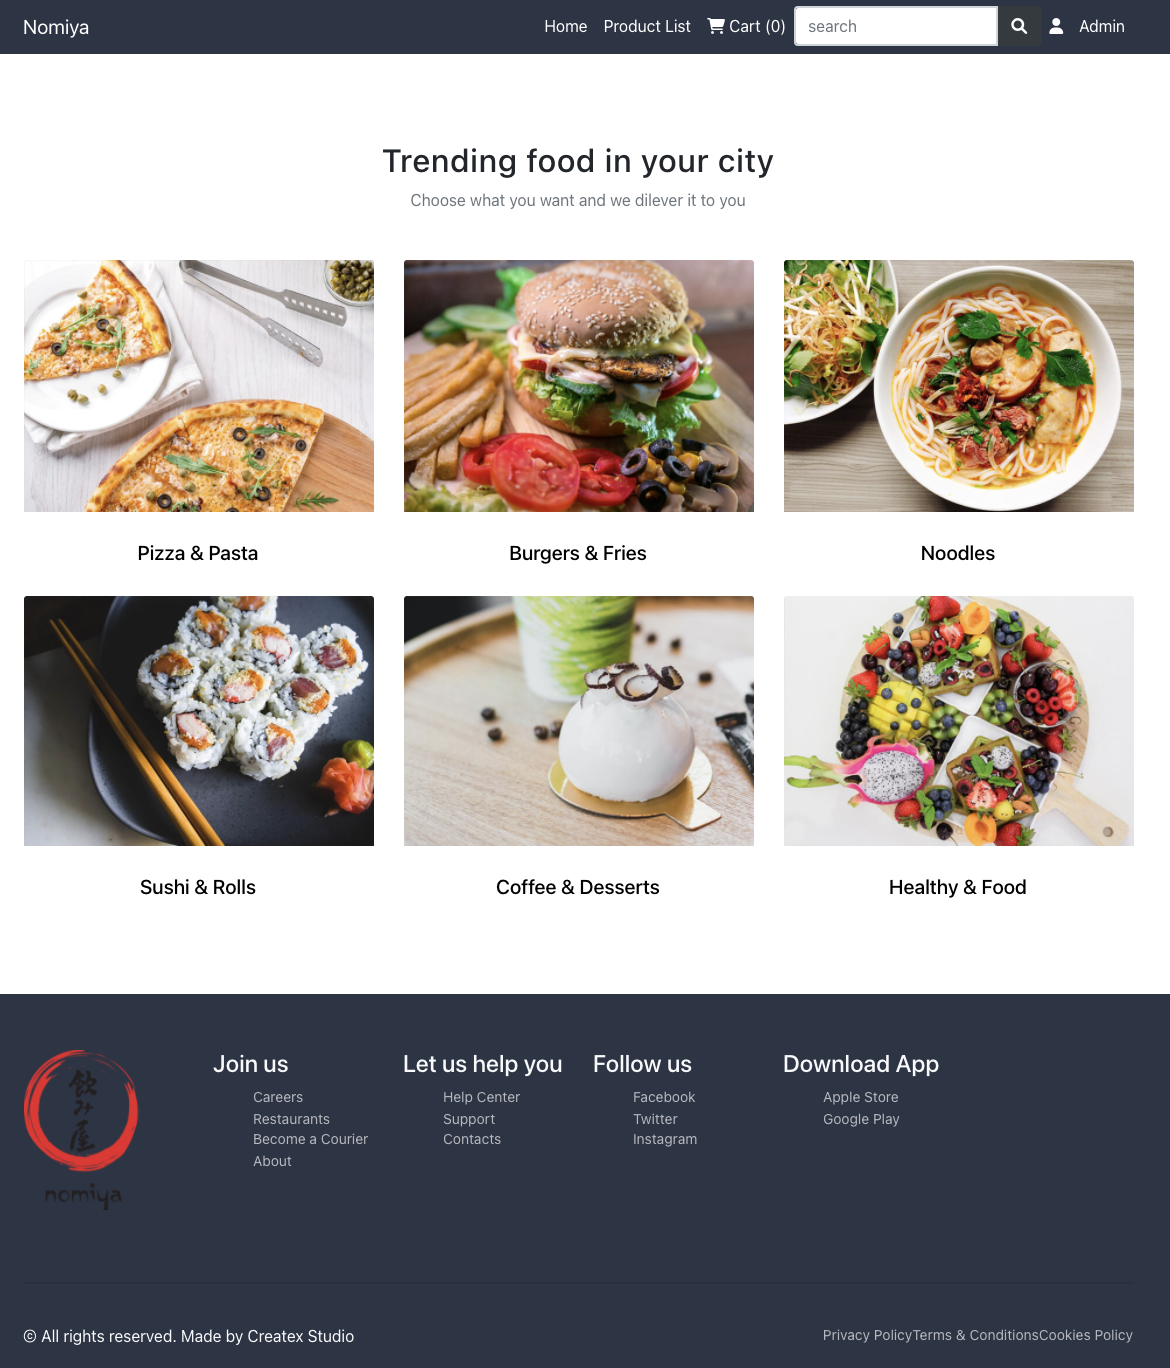 Nomiya
Home
Product List
Cart (0)
search
Admin
Trending food in your city
Choose what you want and we dilever it to you
Pizza & Pasta
Burgers & Fries
Noodles
Sushi & Rolls
Coffee & Desserts
Healthy & Food
飲み屋
nomiya
Join us
Careers
Restaurants
Become a Courier
About
Let us help you
Help Center
Support
Contacts
Follow us
Facebook
Twitter
Instagram
Download App
Apple Store
Google Play
© All rights reserved. Made by Createx Studio
Privacy PolicyTerms & ConditionsCookies Policy